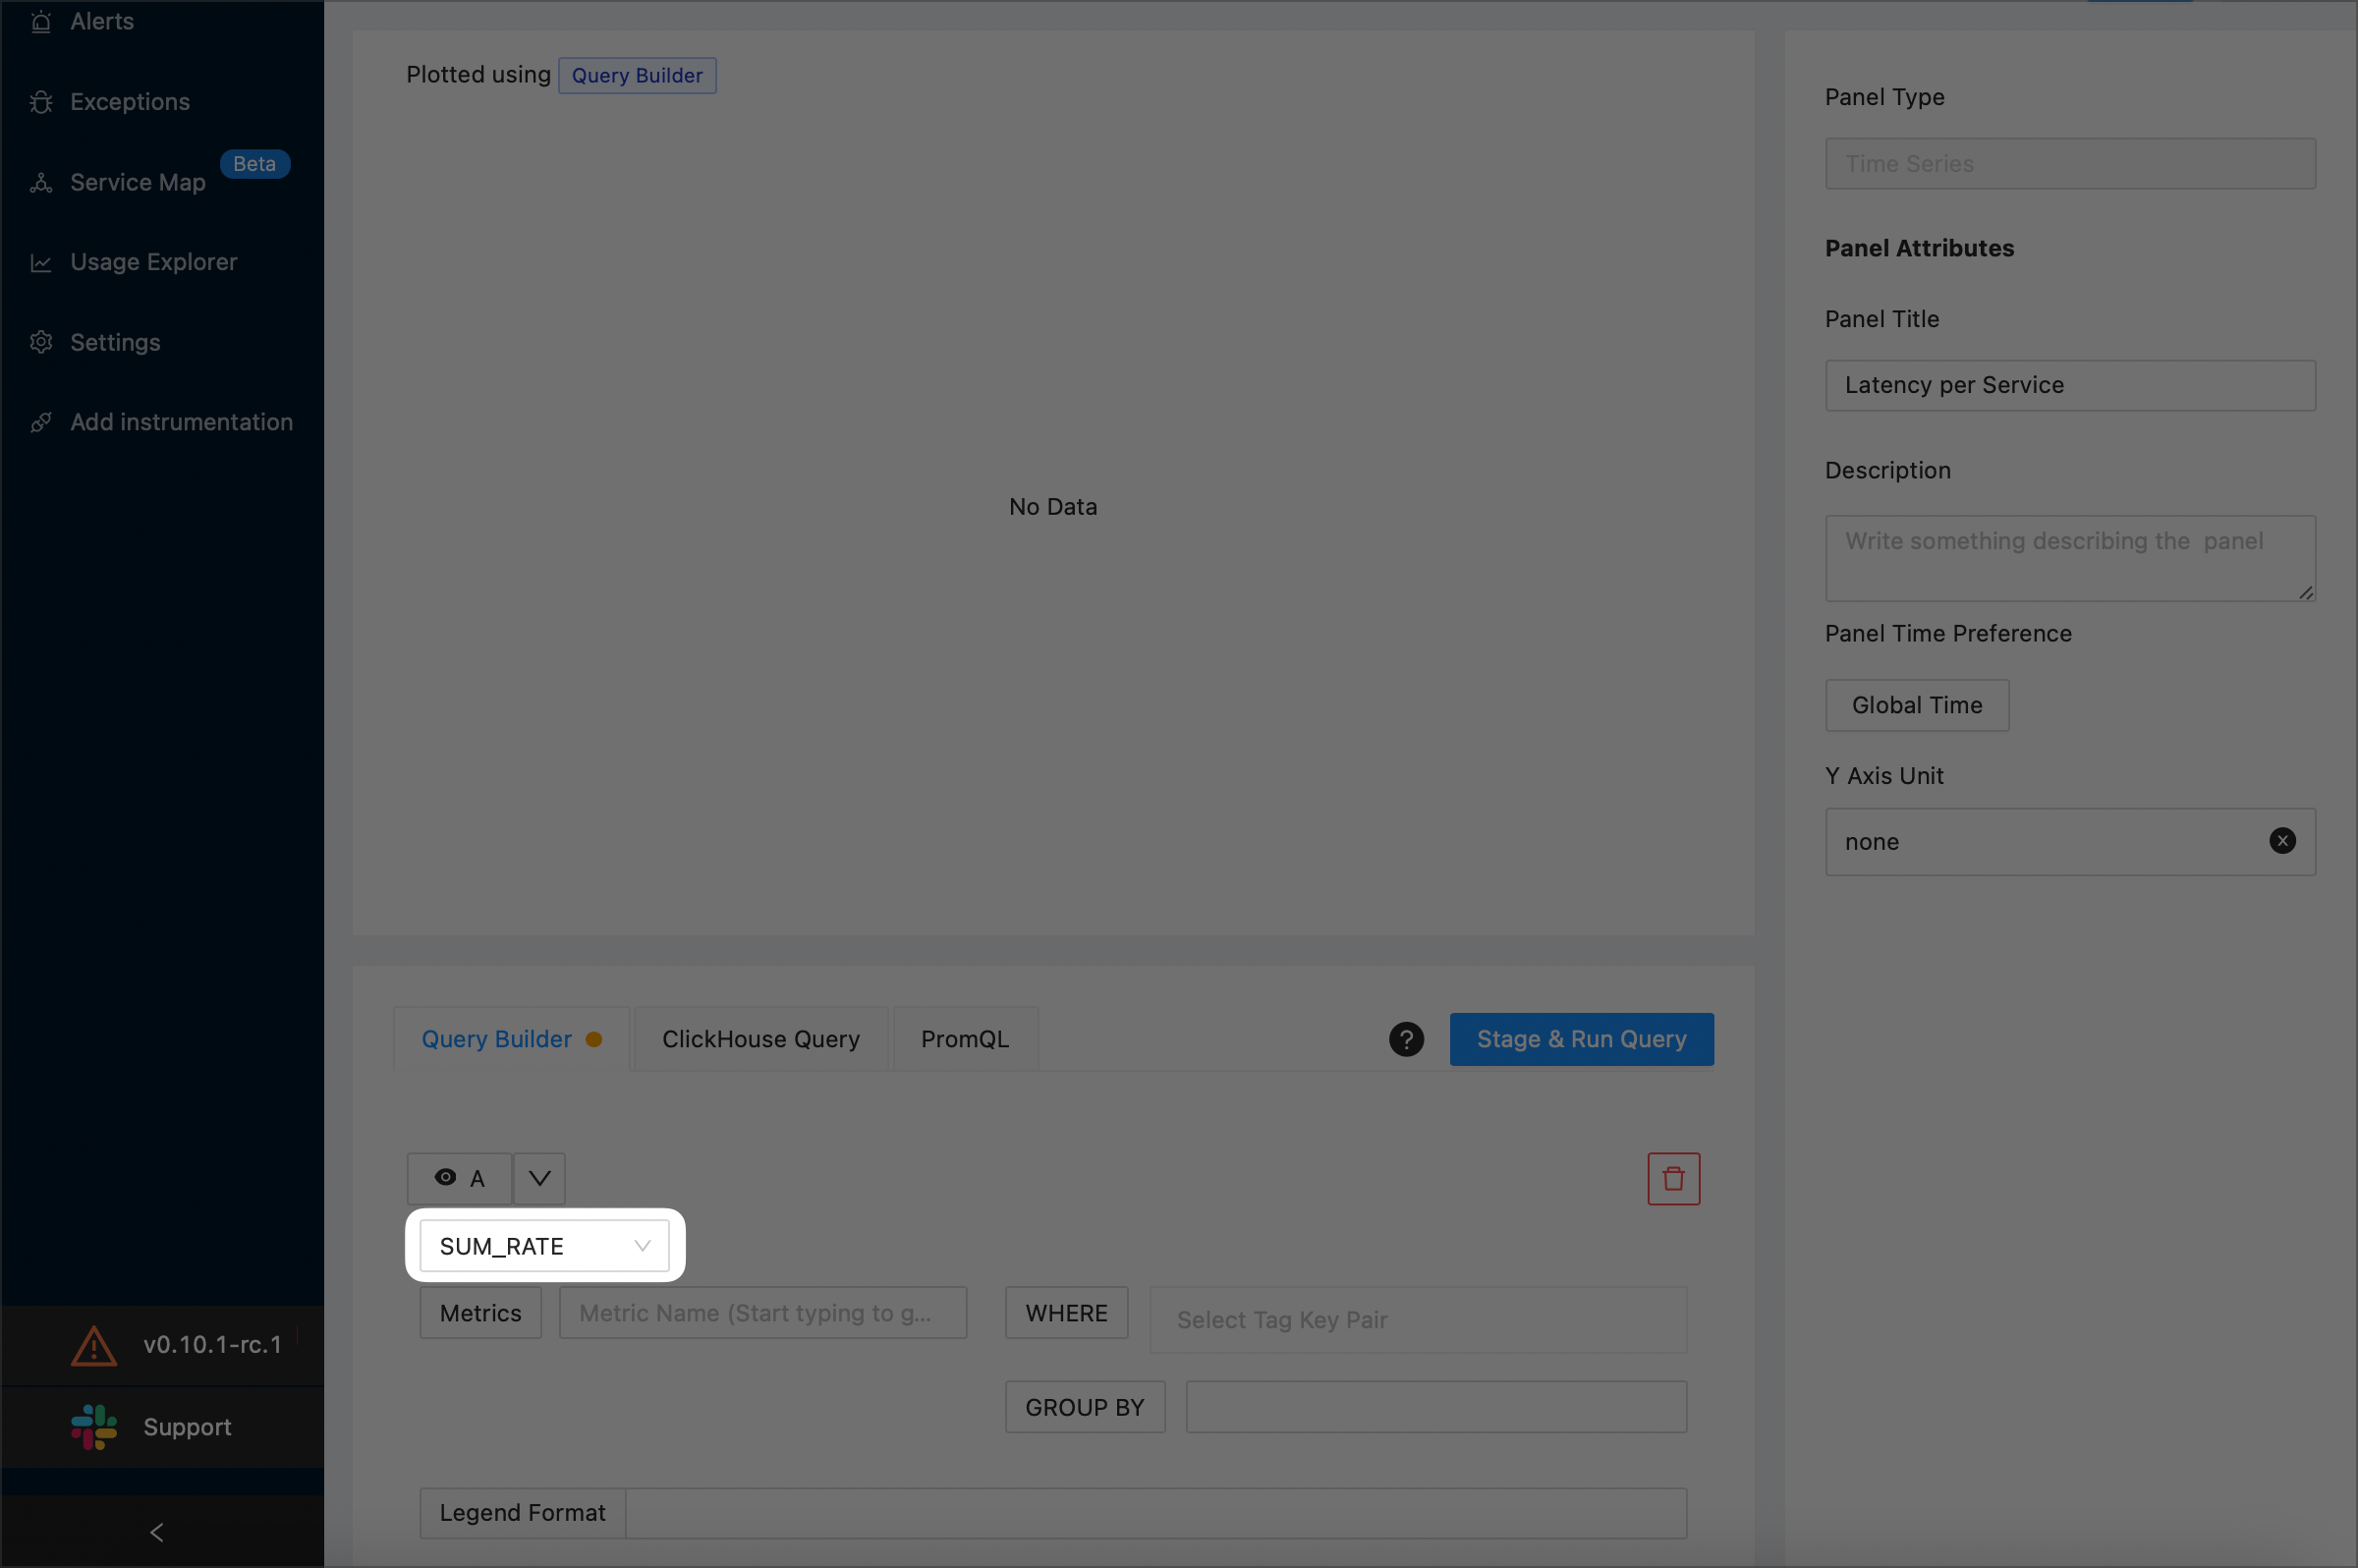 Alerts
Exceptions
Service Map Beta
Usage Explorer
Settings
Add instrumentation
v0.10.1-rc.1
Support
Plotted using Query Builder
No Data
Query Builder ClickHouse Query PromQL ? Stage & Run Query
A
SUM_RATE
Metrics Metric Name (Start typing to g... WHERE Select Tag Key Pair
GROUP BY
Legend Format
Panel Type
Time Series
Panel Attributes
Panel Title
Latency per Service
Description
Write something describing the panel
Panel Time Preference
Global Time
Y Axis Unit
none